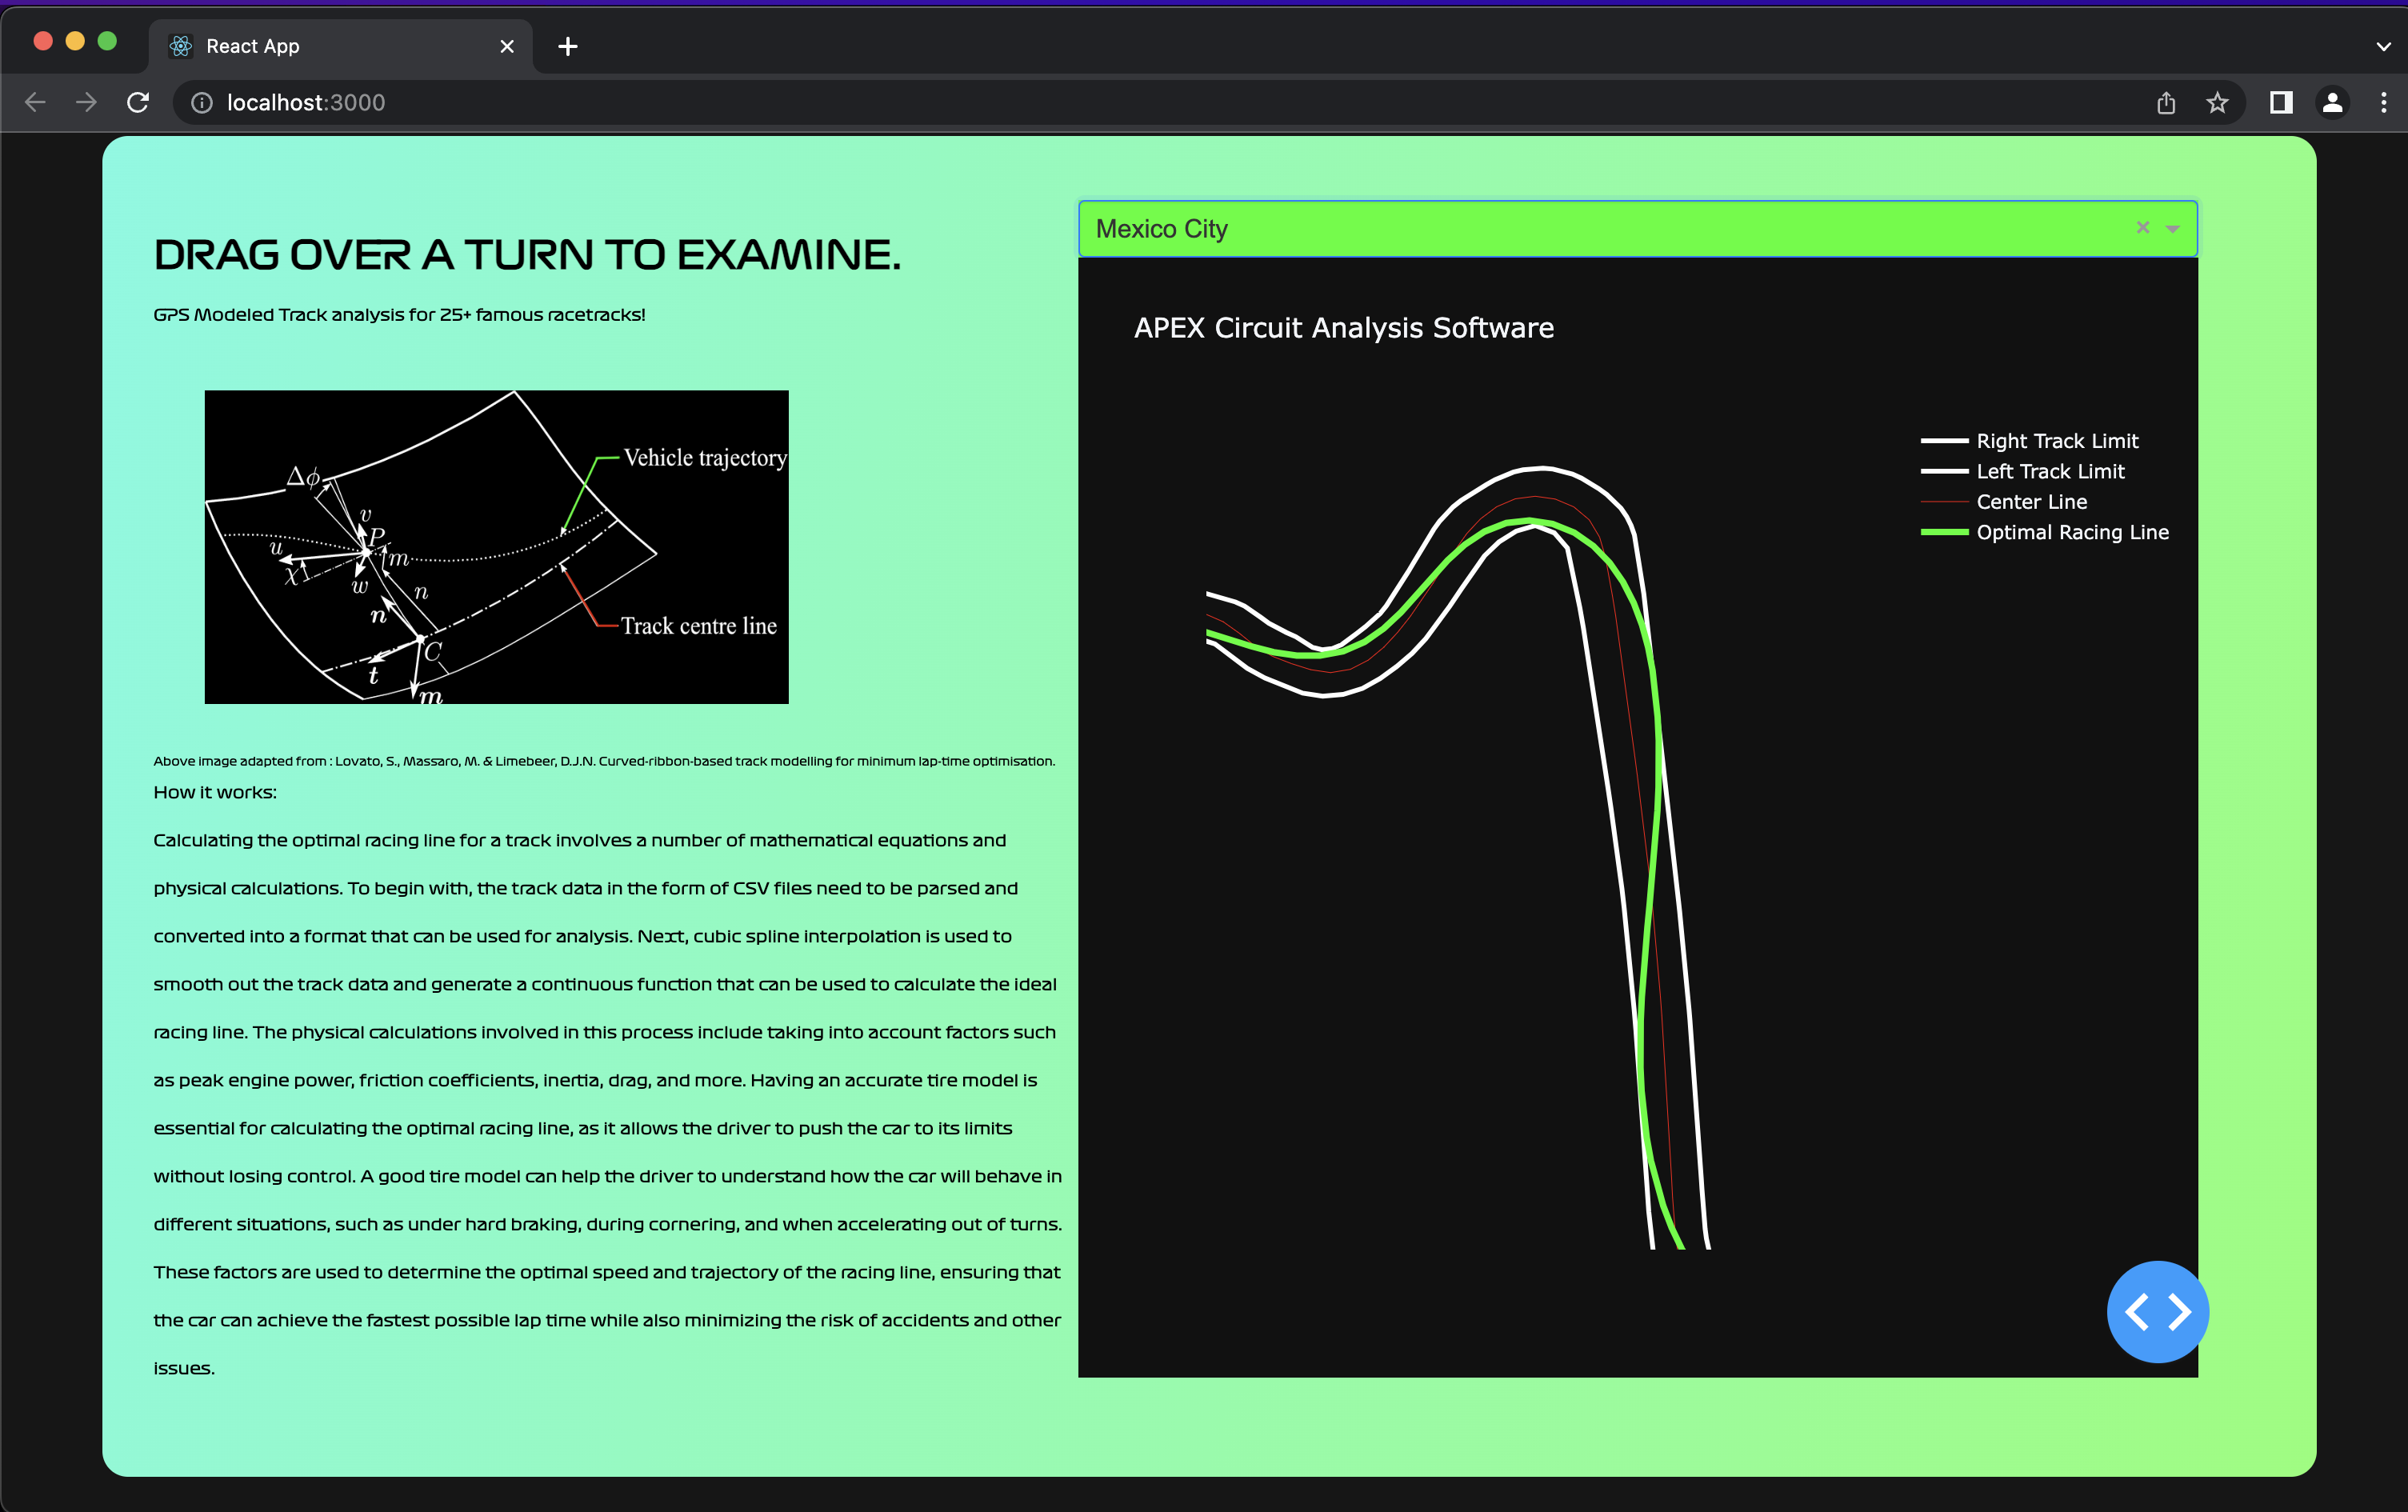 React App
localhost:3000
DRAG OVER A TURN TO EXAMINE.
GPS Modeled Track analysis for 25+ famous racetracks!
Vehicle trajectory
Δϕ
v
P
u
m
χ
w
n
n
Track centre line
C
t
m
Above image adapted from : Lovato, S., Massaro, M. & Limebeer, D.J.N. Curved-ribbon-based track modelling for minimum lap-time optimisation.
How it works:
Calculating the optimal racing line for a track involves a number of mathematical equations and
physical calculations. To begin with, the track data in the form of CSV files need to be parsed and
converted into a format that can be used for analysis. Next, cubic spline interpolation is used to
smooth out the track data and generate a continuous function that can be used to calculate the ideal
racing line. The physical calculations involved in this process include taking into account factors such
as peak engine power, friction coefficients, inertia, drag, and more. Having an accurate tire model is
essential for calculating the optimal racing line, as it allows the driver to push the car to its limits
without losing control. A good tire model can help the driver to understand how the car will behave in
different situations, such as under hard braking, during cornering, and when accelerating out of turns.
These factors are used to determine the optimal speed and trajectory of the racing line, ensuring that
the car can achieve the fastest possible lap time while also minimizing the risk of accidents and other
issues.
Mexico City
APEX Circuit Analysis Software
Right Track Limit
Left Track Limit
Center Line
Optimal Racing Line